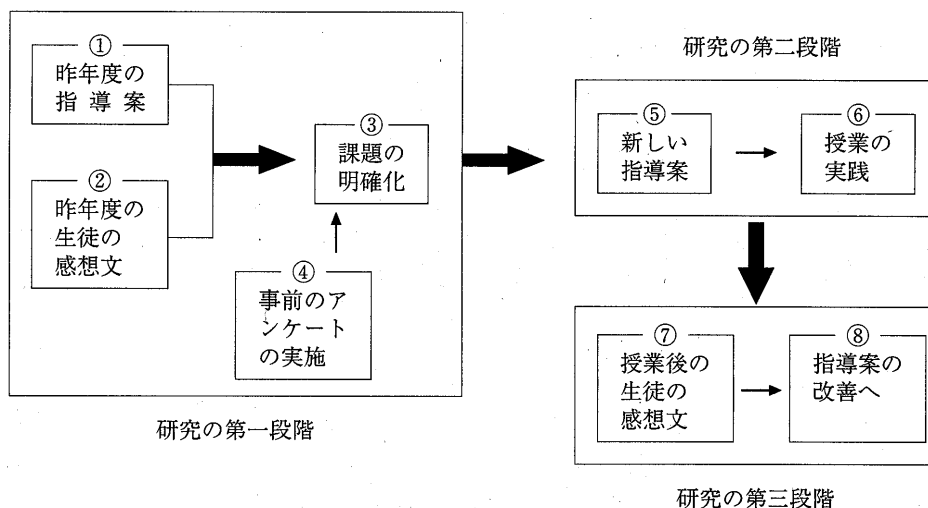 ①
昨年度の
指導案
②
昨年度の
生徒の
感想文
③
課題の
明確化
④
事前のア
ンケート
の実施
研究の第一段階
研究の第二段階
⑤
新しい
指導案
⑥
授業の
実践
⑦
授業後の
生徒の
感想文
⑧
指導案の
改善へ
研究の第三段階